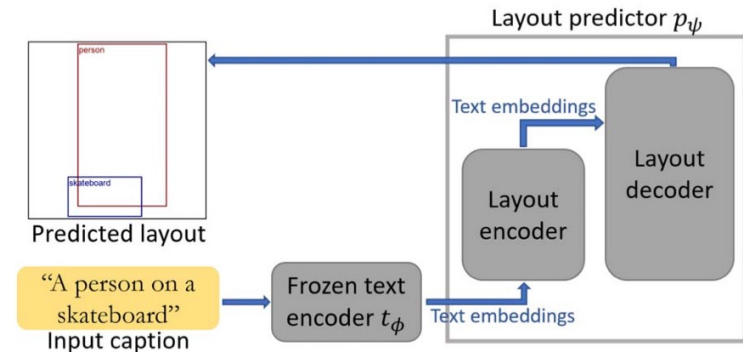 Layout predictor pψ
person
Text embeddings
Layout
decoder
skateboard
Layout
encoder
Predicted layout
“A person on a
skateboard”
Frozen text
encoder tϕ
Text embeddings
Input caption